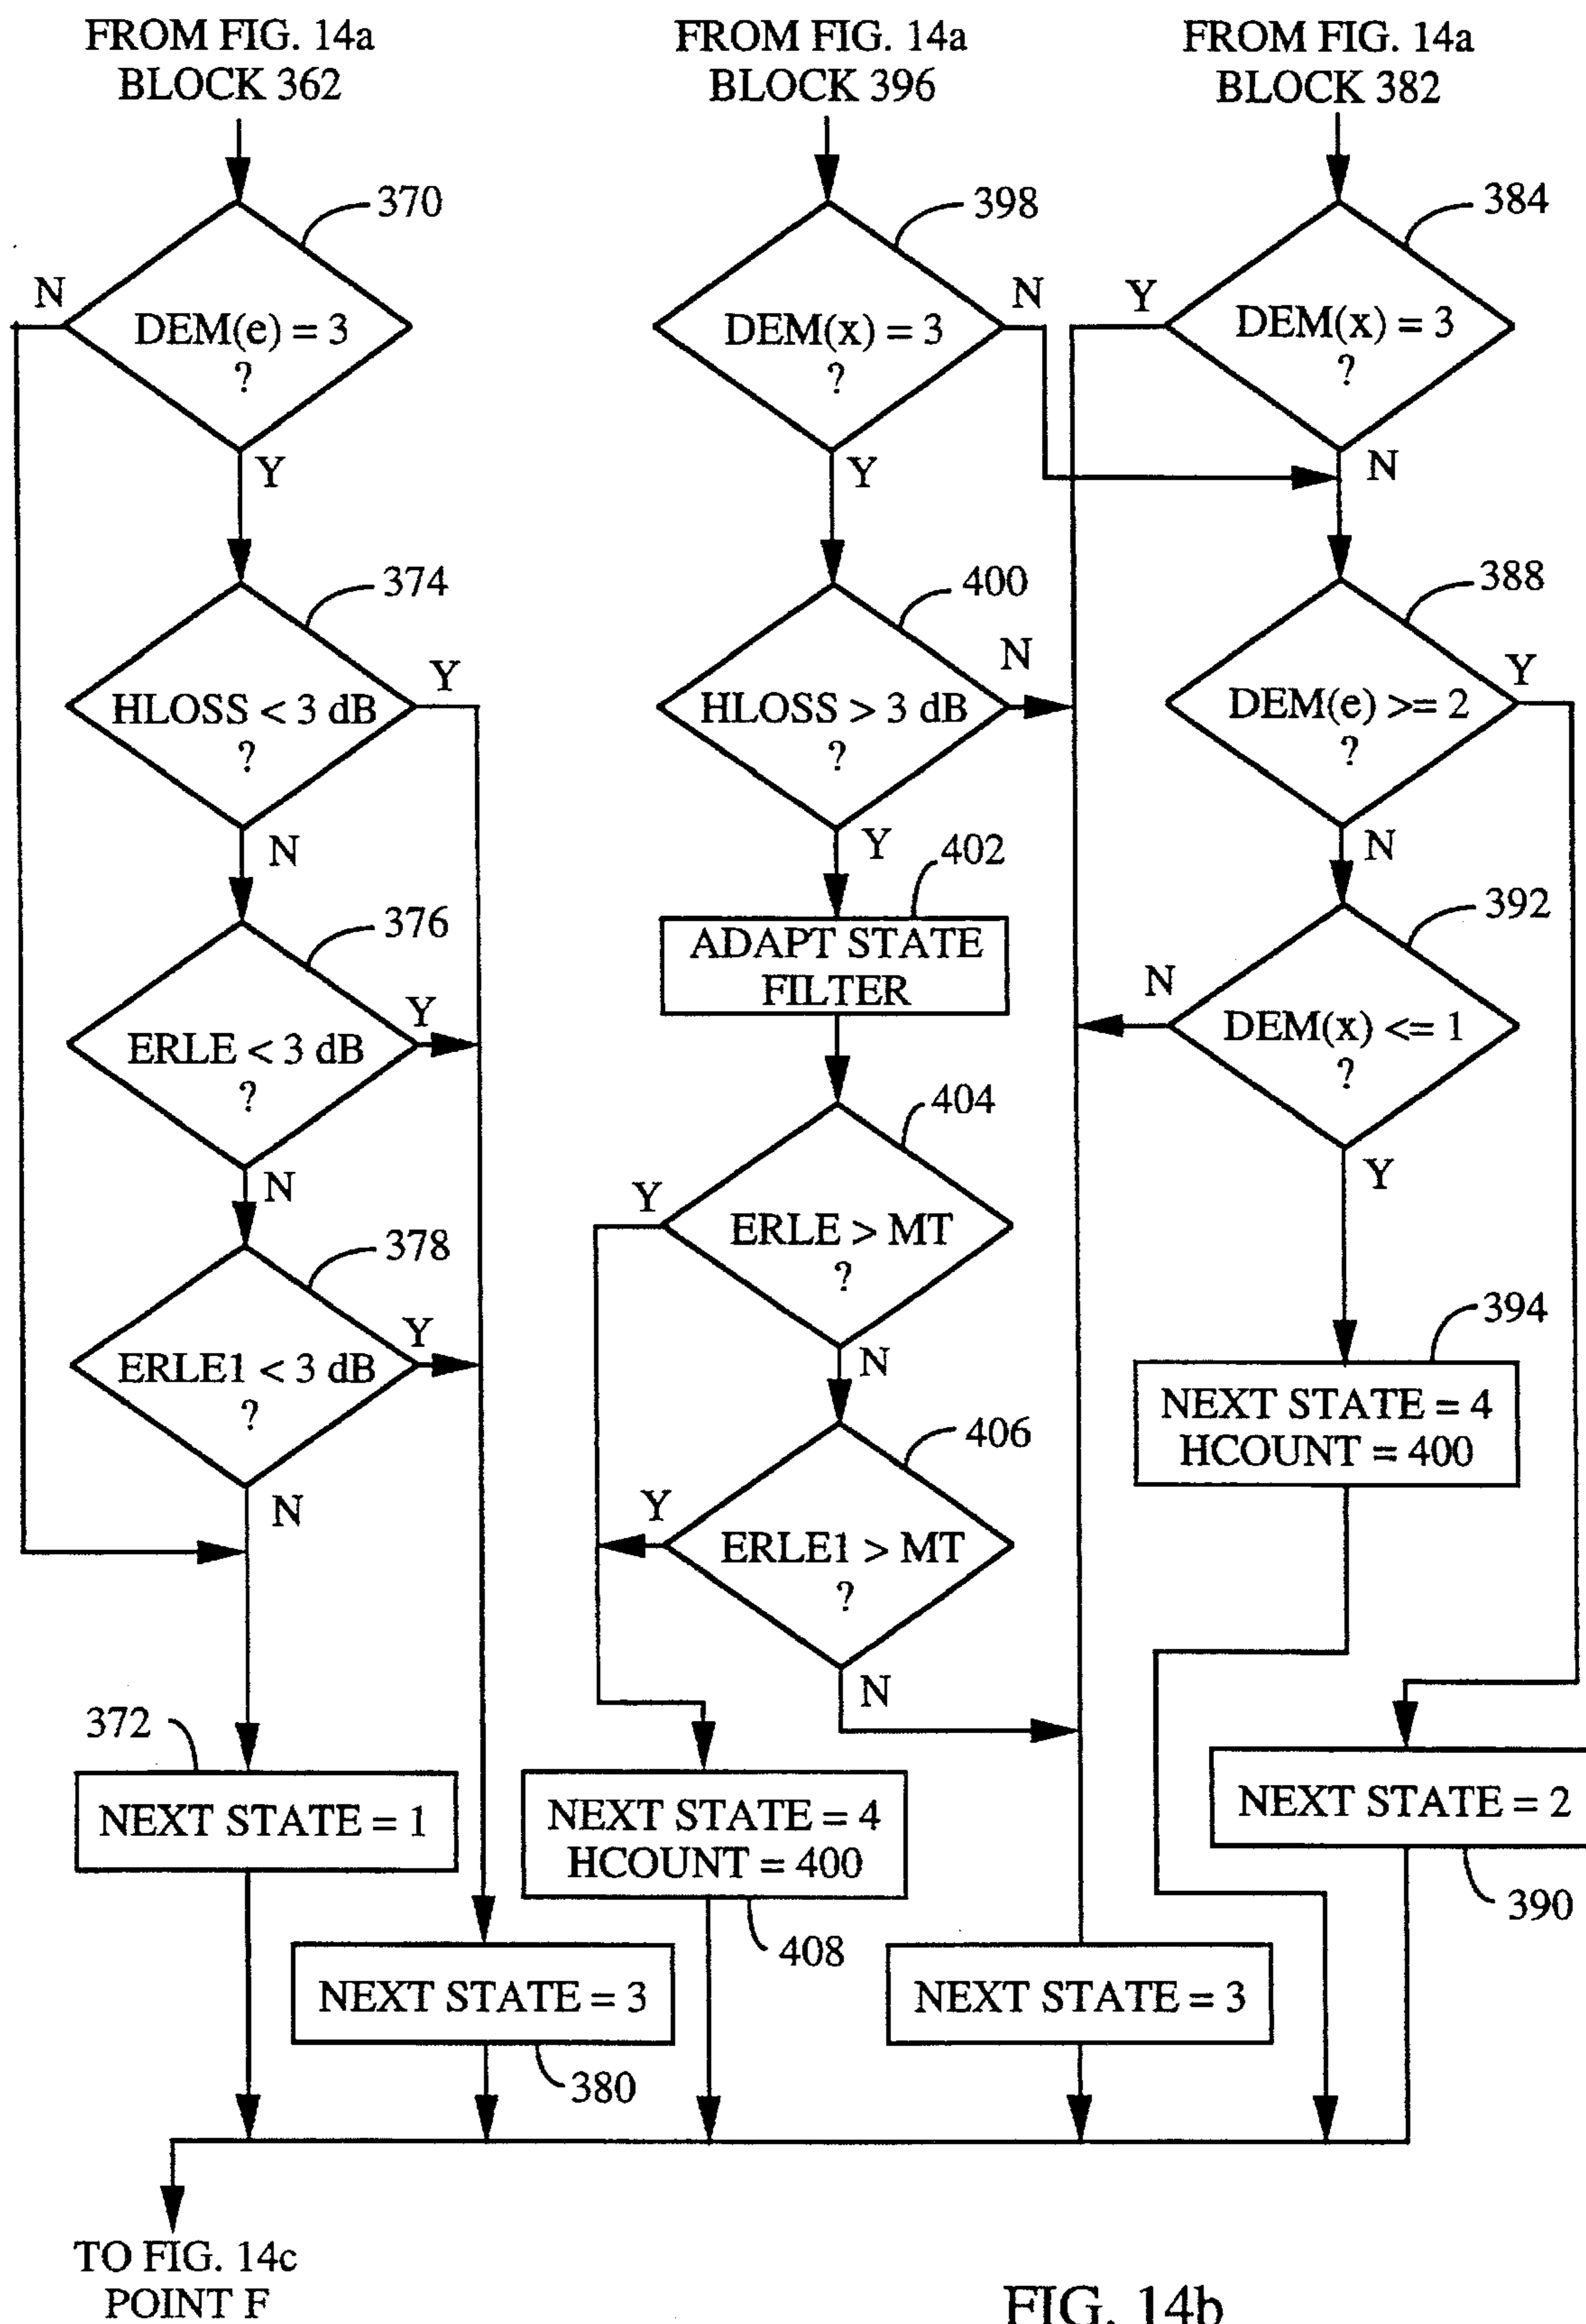 FROM FIG. 14a
BLOCK 362
FROM FIG. 14a
BLOCK 396
FROM FIG. 14a
BLOCK 382
370
398
384
N
DEM(e) = 3
?
Y
DEM(x) = 3
?
N
Y
Y
DEM(x) = 3
?
N
374
400
388
HLOSS < 3 dB
?
Y
N
HLOSS > 3 dB
?
N
Y
DEM(e) >= 2
?
Y
N
376
402
392
ERLE < 3 dB
?
Y
N
ADAPT STATE
FILTER
N
DEM(x) <= 1
?
Y
378
404
394
ERLE1 < 3 dB
?
Y
N
Y
ERLE > MT
?
N
NEXT STATE = 4
HCOUNT = 400
406
Y
ERLE1 > MT
?
N
372
NEXT STATE = 1
NEXT STATE = 4
HCOUNT = 400
NEXT STATE = 2
390
408
NEXT STATE = 3
NEXT STATE = 3
380
TO FIG. 14c
POINT F
FIG. 14b